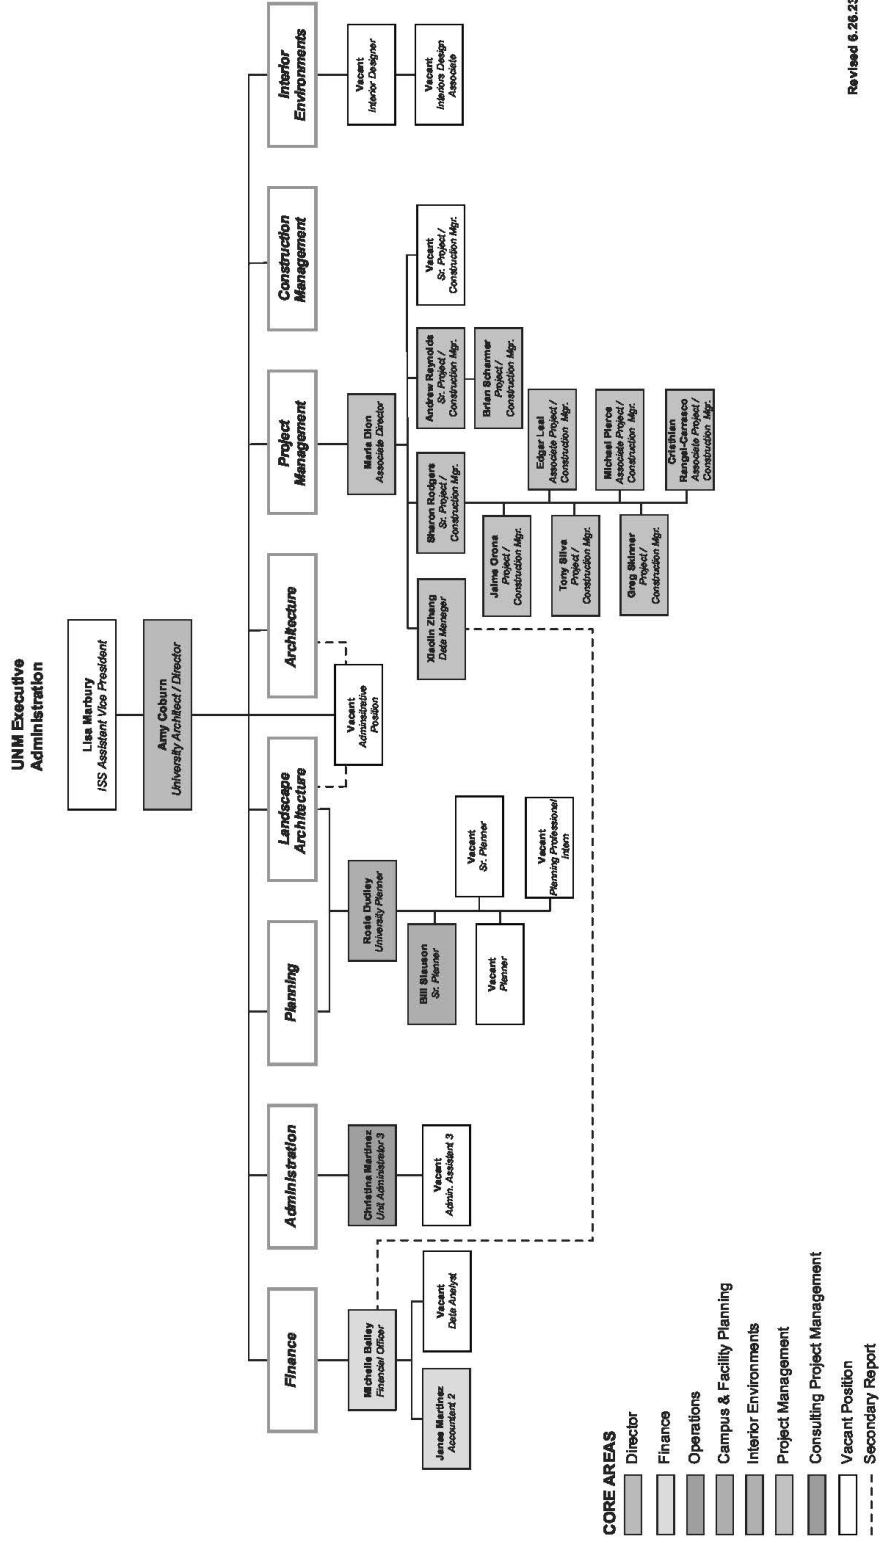 UNM Executive
Administration
Lisa Marbury
ISS Assistant Vice President
Amy Coburn
University Architect / Director
Finance
Administration
Planning
Landscape
Architecture
Architecture
Project
Management
Construction
Management
Interior
Environments
Vacant
Adminsitrative
Position
Michelle Bailey
Financial Officer
Janae Martinez
Accountant 2
Vacant
Data Analyst
Christina Martinez
Unit Administrator 3
Vacant
Admin. Assistant 3
Rosie Dudley
University Planner
Bill Slauson
Sr. Planner
Vacant
Sr. Planner
Vacant
Planner
Vacant
Planning Professional
Intern
Maria Dion
Associate Director
Xiaolin Zhang
Data Manager
Sharon Rodgers
Sr. Project /
Construction Mgr.
Andrew Reynolds
Sr. Project /
Construction Mgr.
Vacant
Sr. Project /
Construction Mgr.
Brian Scharmer
Project /
Construction Mgr.
Jaime Orona
Project /
Construction Mgr.
Edgar Leal
Associate Project /
Construction Mgr.
Tony Silva
Project /
Construction Mgr.
Michael Pierce
Associate Project /
Construction Mgr.
Greg Skinner
Project /
Construction Mgr.
Cristhian
Rangel-Carrasco
Associate Project /
Construction Mgr.
Vacant
Interior Designer
Vacant
Interiors Design
Associate
CORE AREAS
Director
Finance
Operations
Campus & Facility Planning
Interior Environments
Project Management
Consulting Project Management
Vacant Position
Secondary Report
Revised 6.26.23